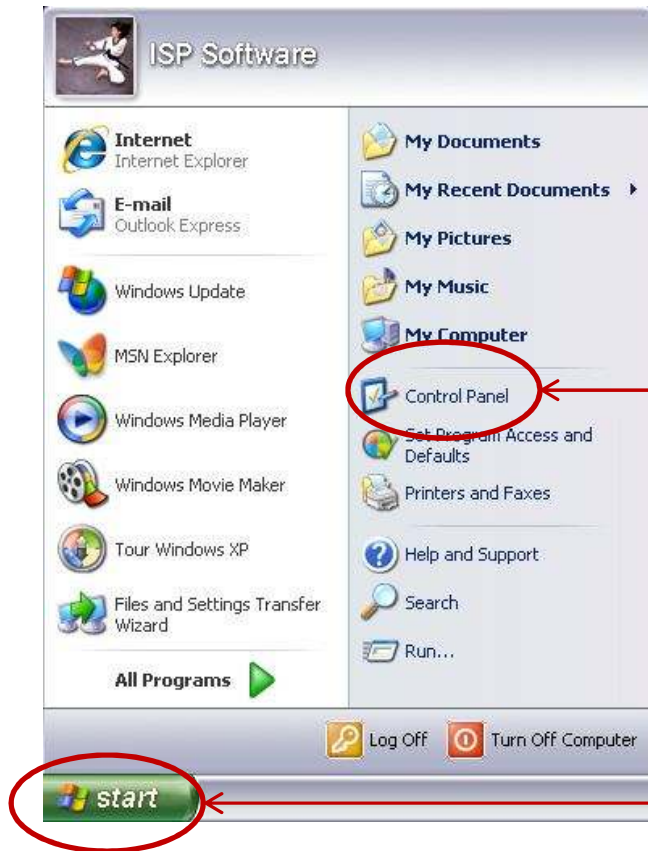 ISP Software
Internet
Internet Explorer
E-mail
Outlook Express
Windows Update
MSN Explorer
Windows Media Player
Windows Movie Maker
Tour Windows XP
Files and Settings Transfer
Wizard
All Programs
My Documents
My Recent Documents
My Pictures
My Music
My Computer
Control Panel
Set Program Access and
Defaults
Printers and Faxes
Help and Support
Search
Run...
Log Off
Turn Off Computer
start